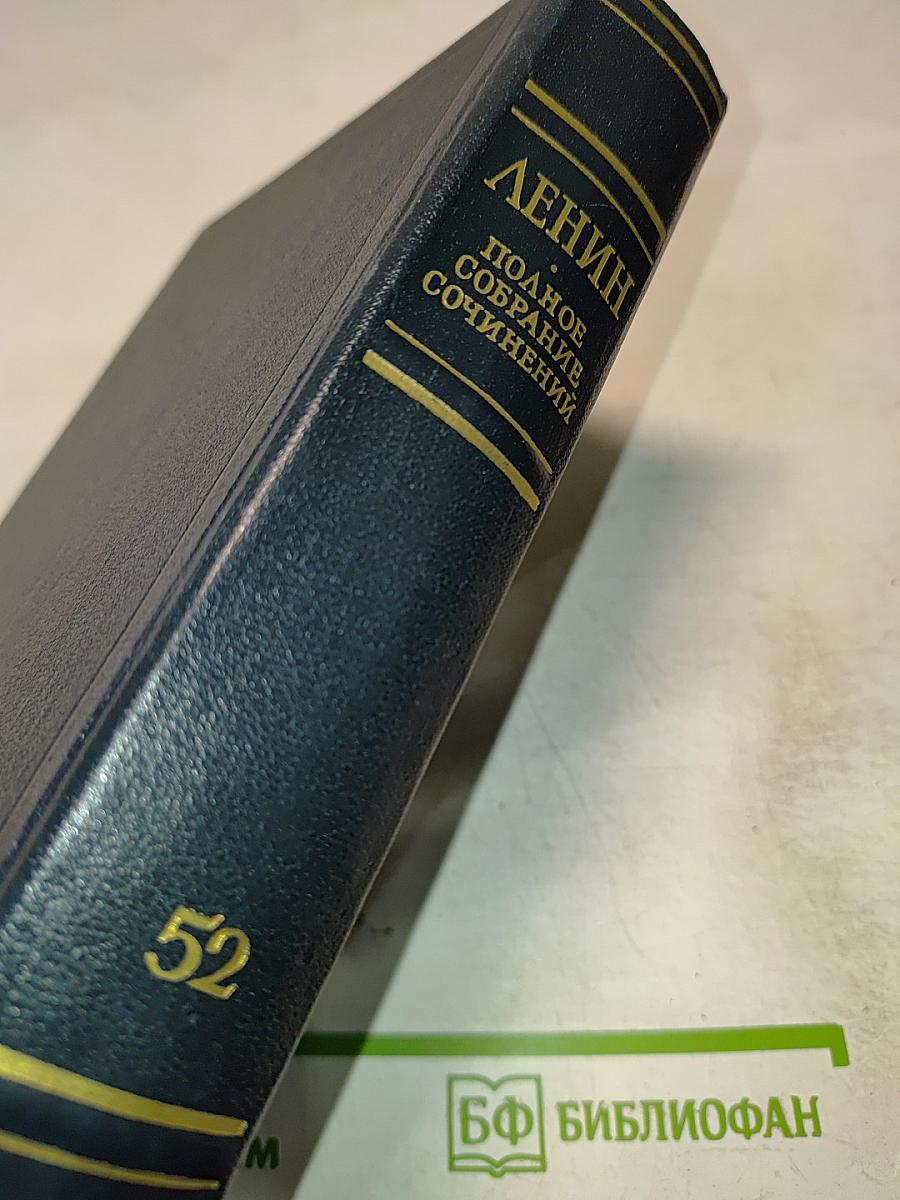 ЛЕНИН
ПОЛНОЕ
СОБРАНИЕ
СОЧИНЕНИЙ
52
БФ БИБЛИОФАН
М